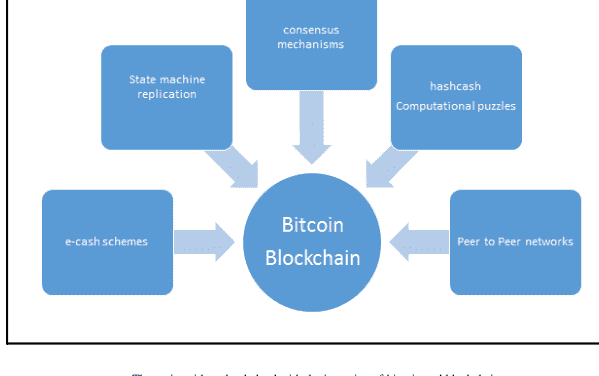 consensus
mechanisms
State machine
replication
hashcash
Computational puzzles
e-cash schemes
Bitcoin
Blockchain
Peer to Peer networks